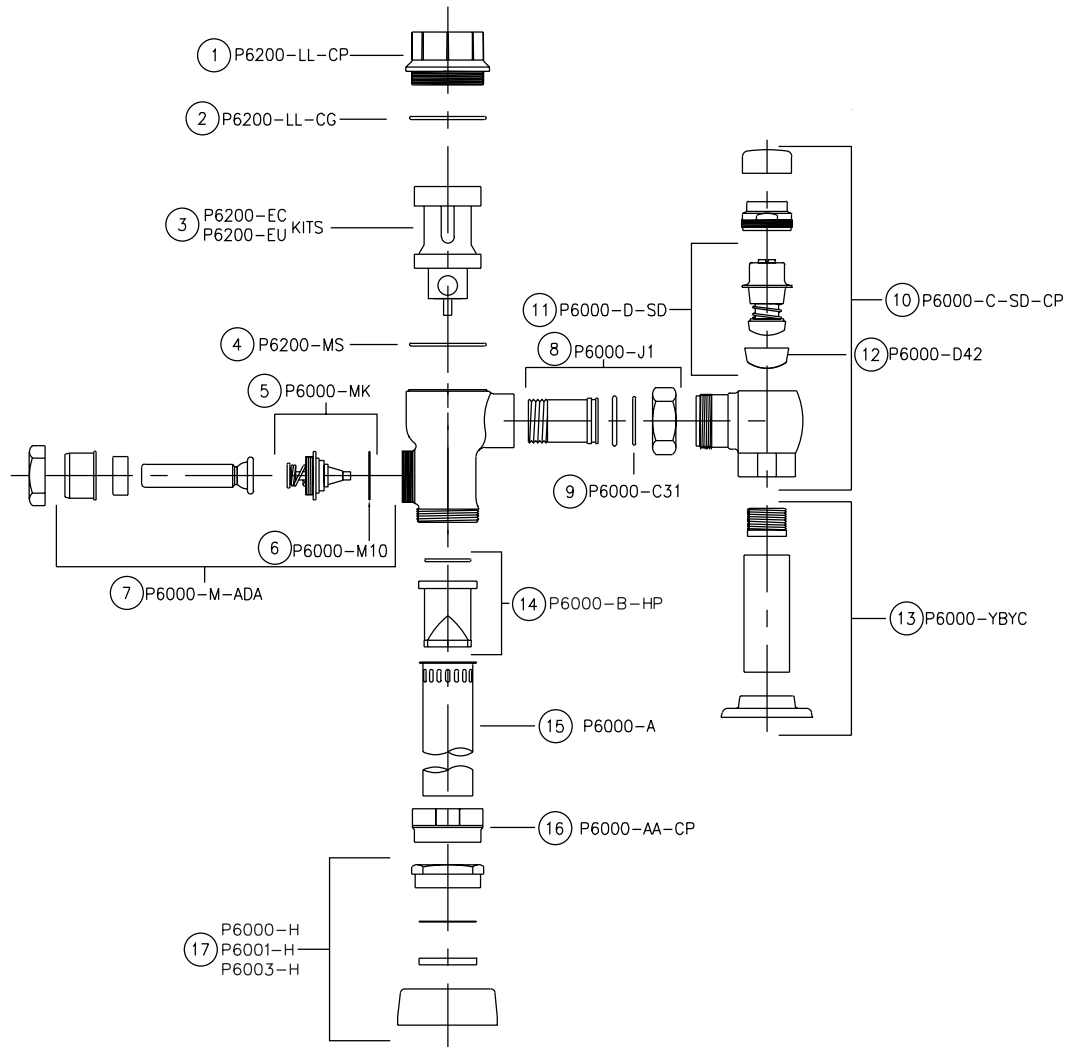 1 P6200-LL-CP
2 P6200-LL-CG
3 P6200-EC
P6200-EU KITS
4 P6200-MS
5 P6000-MK
6 P6000-M10
7 P6000-M-ADA
8 P6000-J1
9 P6000-C31
10 P6000-C-SD-CP
11 P6000-D-SD
12 P6000-D42
13 P6000-YBYC
14 P6000-B-HP
15 P6000-A
16 P6000-AA-CP
17 P6000-H
P6001-H
P6003-H